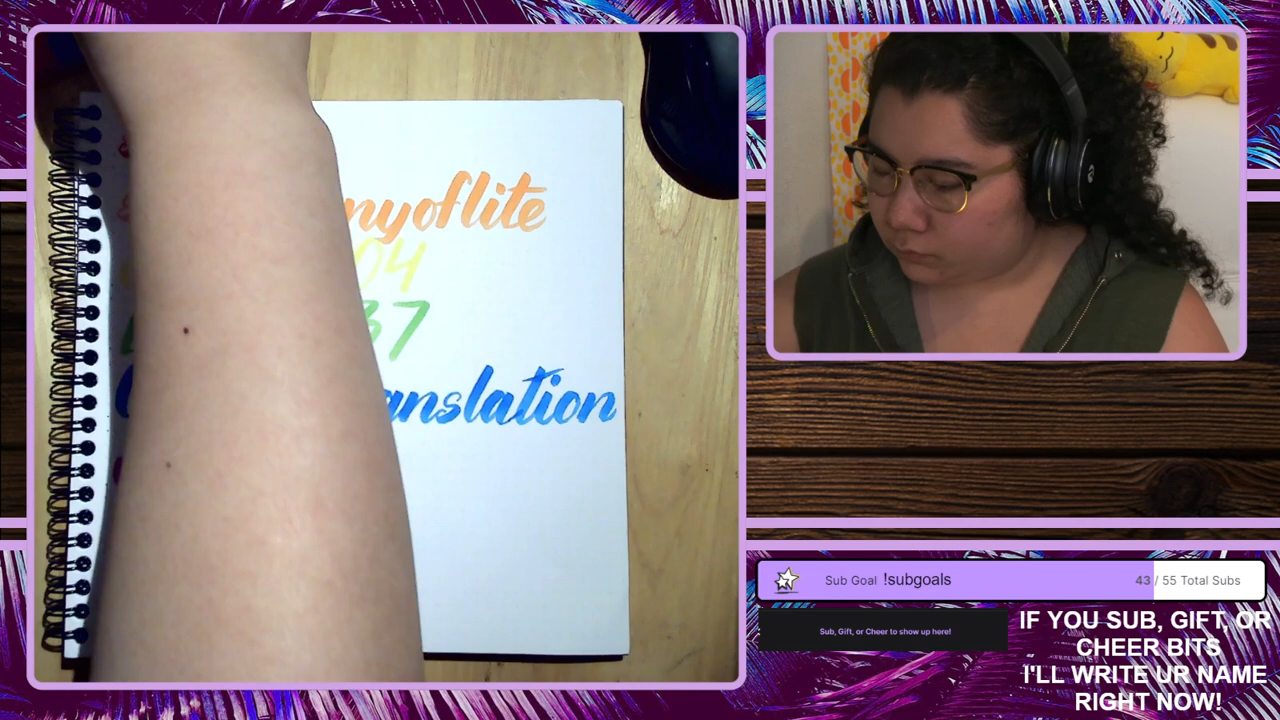 nyoflite
04
37
anslation
Sub Goal !subgoals
43 / 55 Total Subs
Sub, Gift, or Cheer to show up here!
IF YOU SUB, GIFT, OR
CHEER BITS
I'LL WRITE UR NAME
RIGHT NOW!